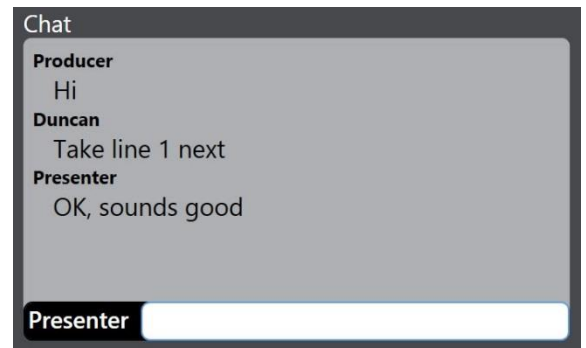 Chat
Producer
Hi
Duncan
Take line 1 next
Presenter
OK, sounds good
Presenter